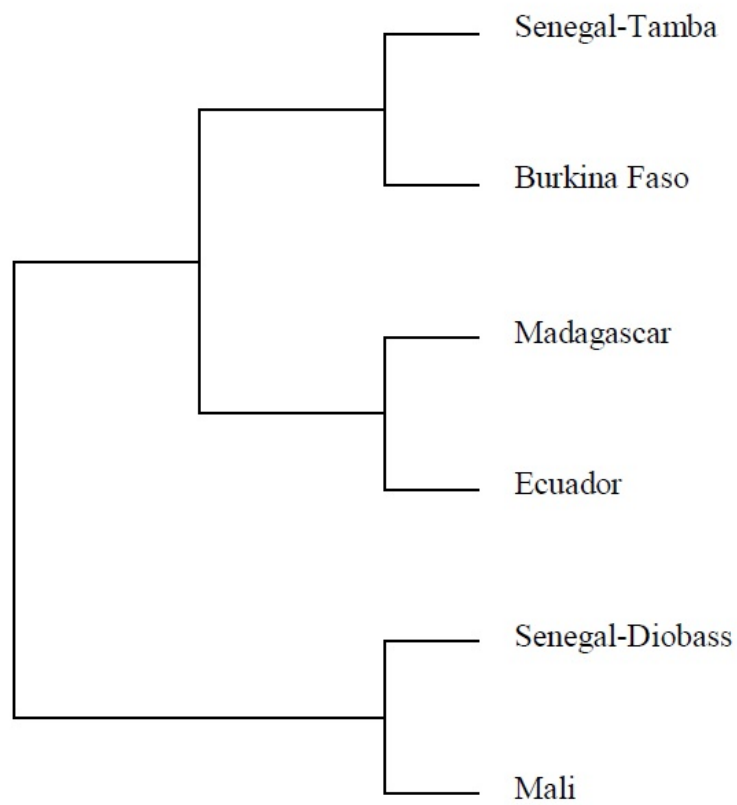 Senegal-Tamba
Burkina Faso
Madagascar
Ecuador
Senegal-Diobass
Mali